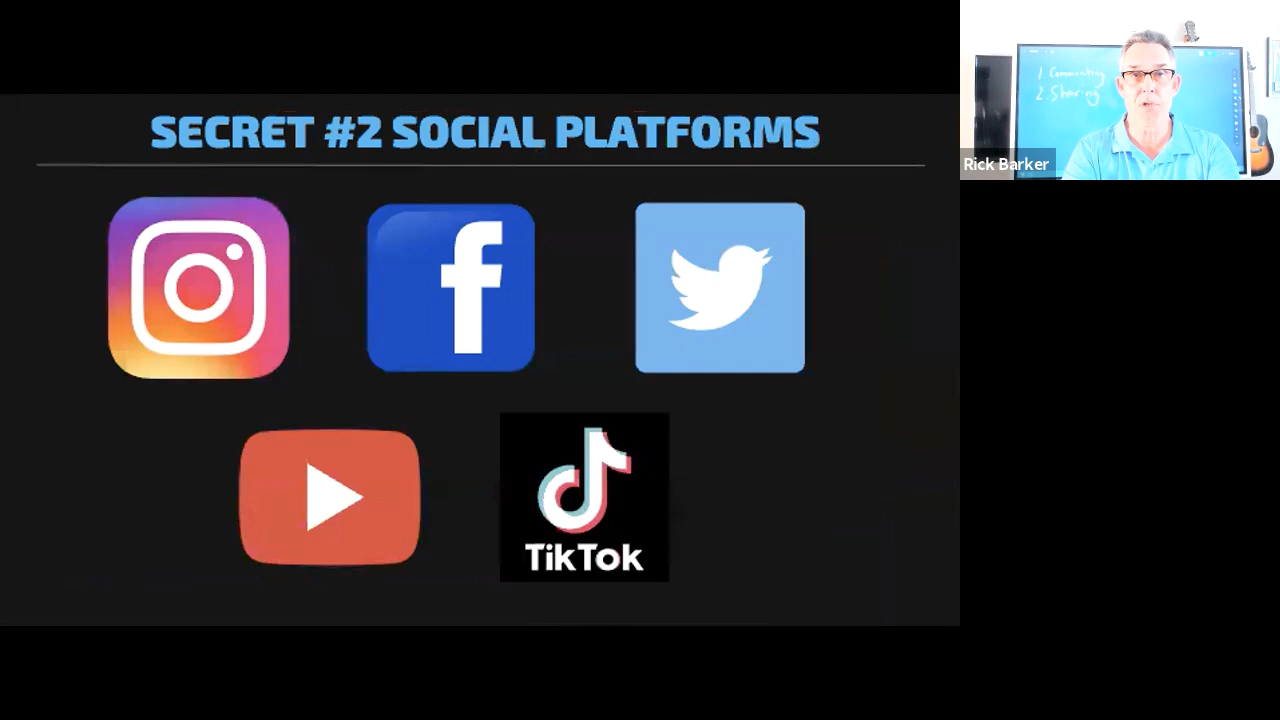 SECRET #2 SOCIAL PLATFORMS
TikTok
Rick Barker
1. Commenting
2. Sharing